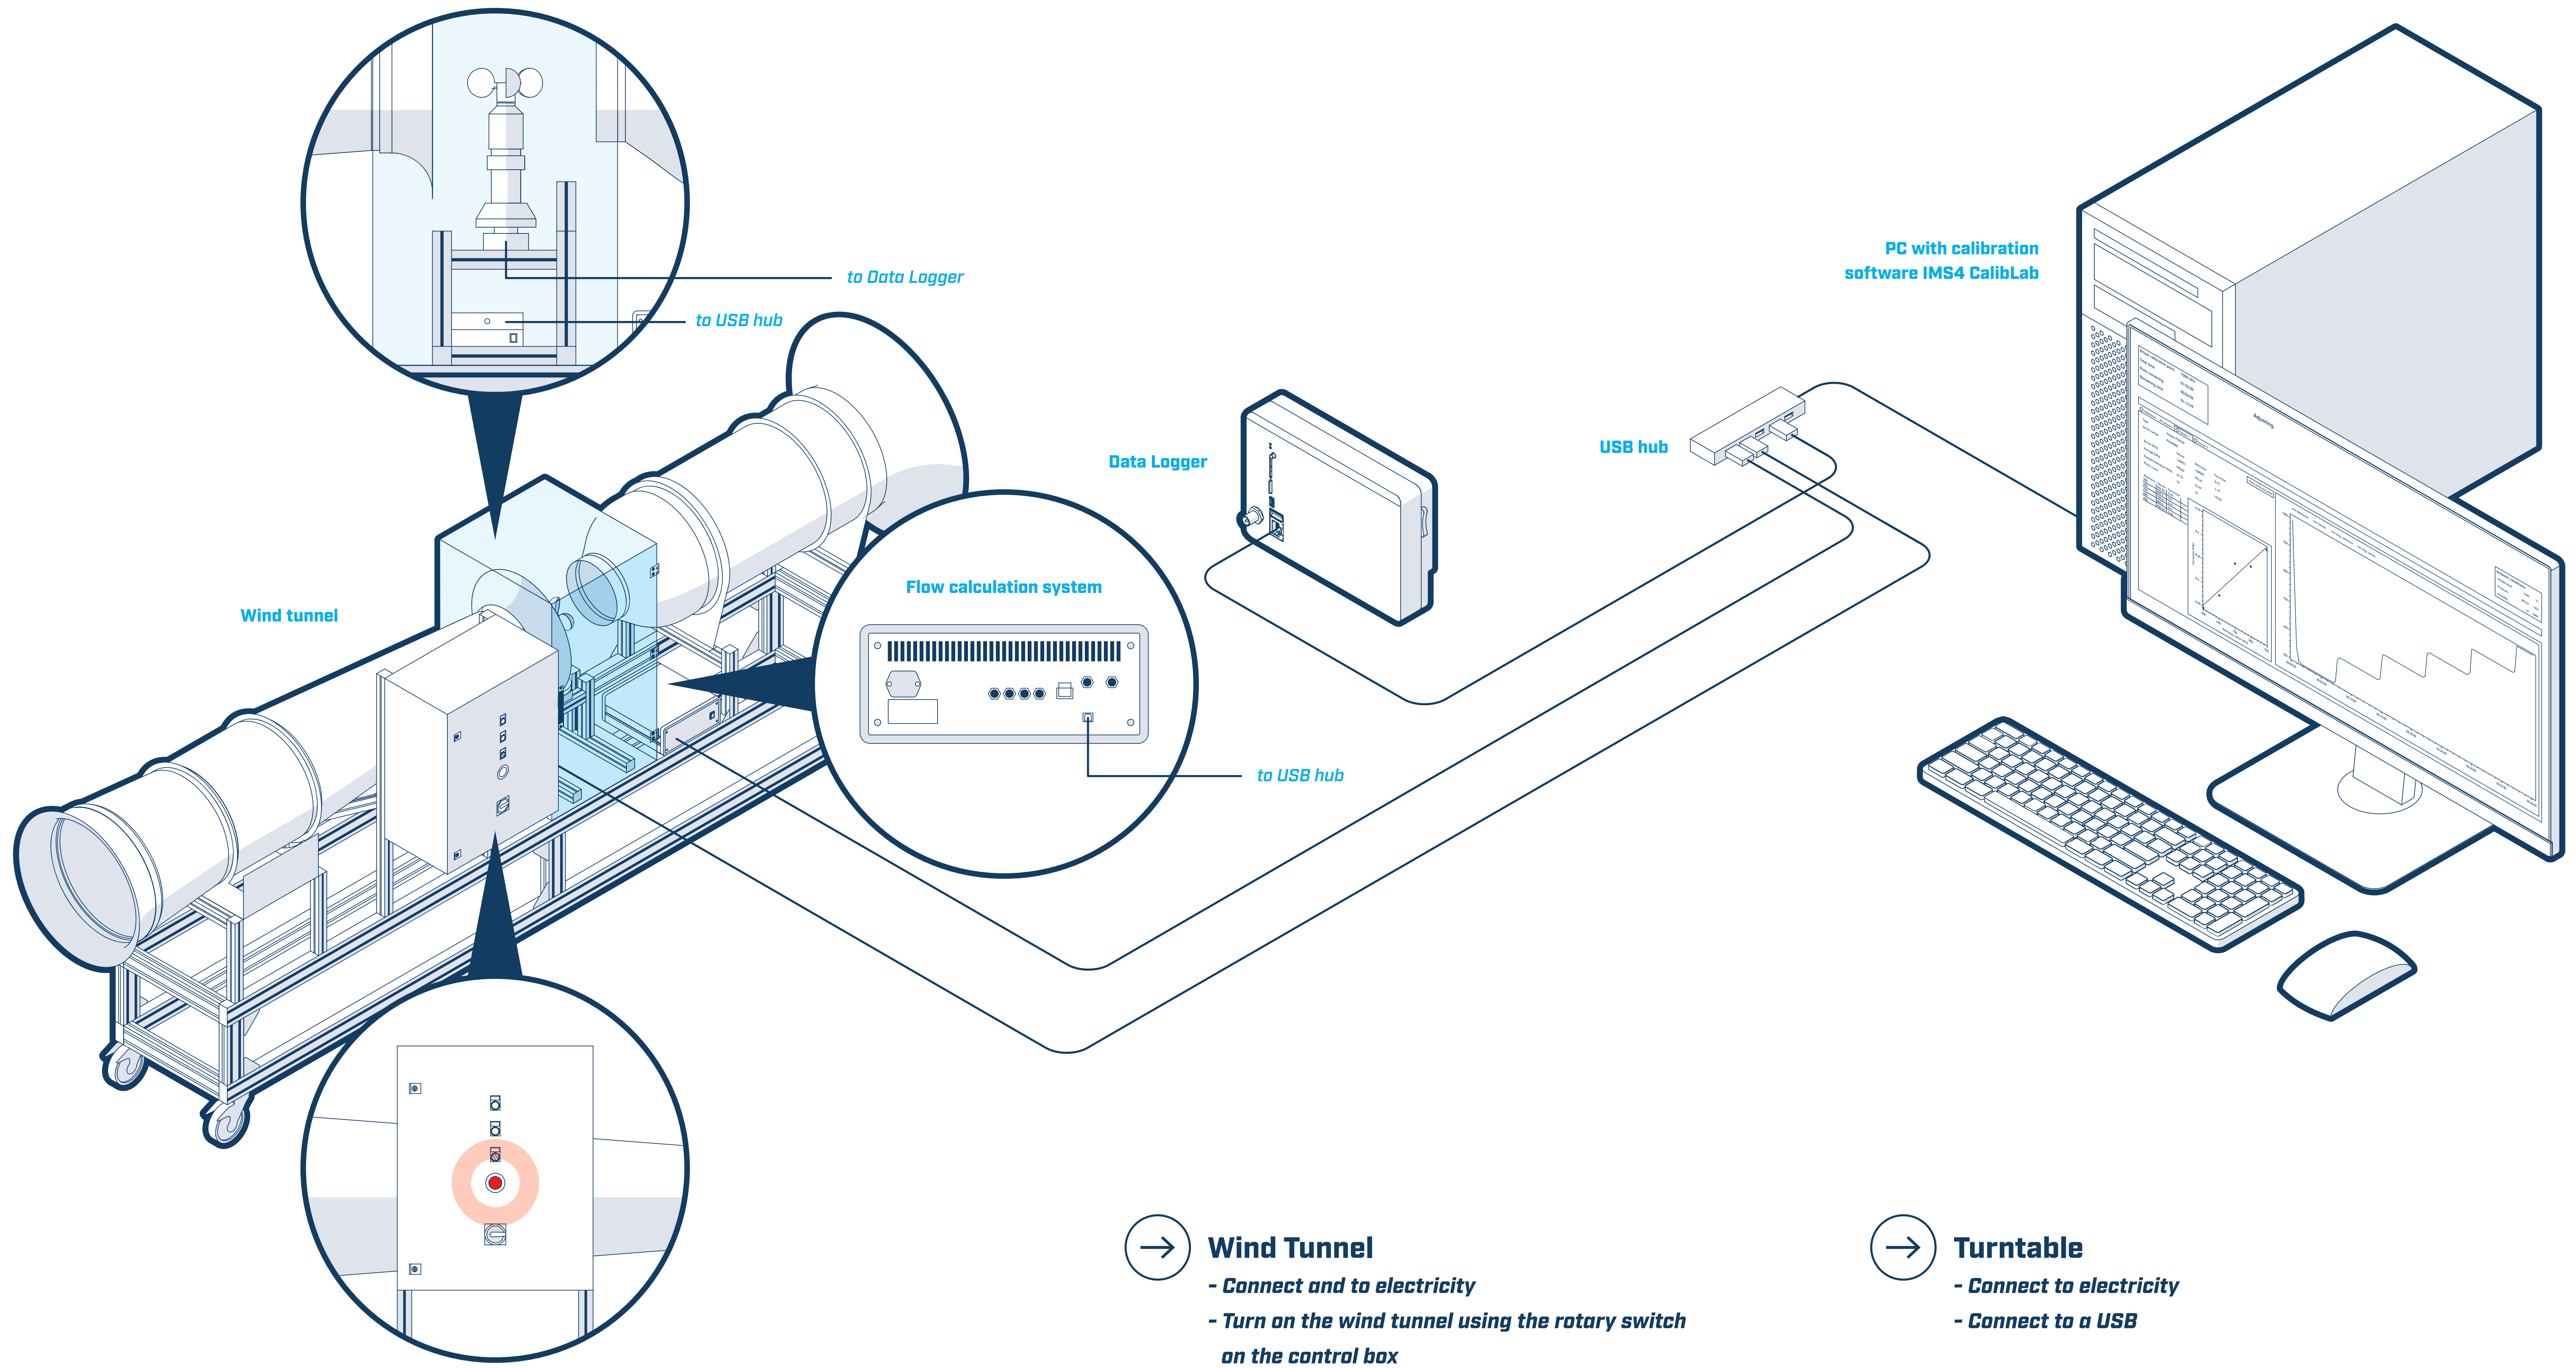 to Data Logger
to USB hub
PC with calibration
software IMS4 CalibLab
Data Logger
USB hub
Wind tunnel
Flow calculation system
to USB hub
Adjusting.
Wind Tunnel
- Connect and to electricity
- Turn on the wind tunnel using the rotary switch
on the control box
Turntable
- Connect to electricity
- Connect to a USB